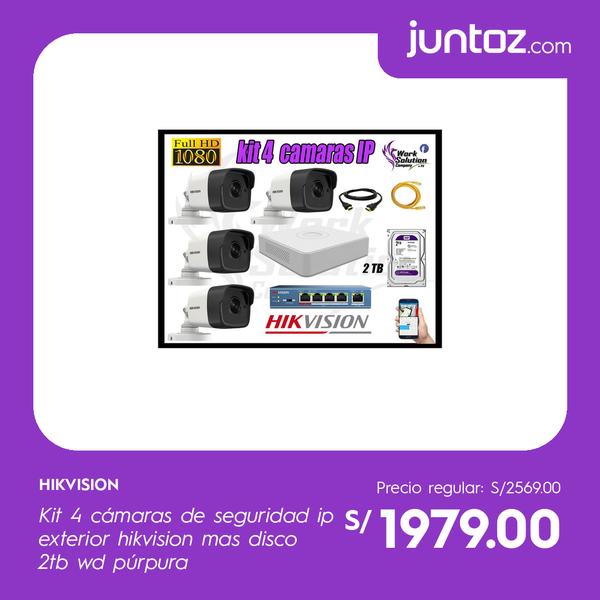 juntoz.com
Full HD
1080
kit 4 camaras IP
Work
Solution
Company
HIKVISION
2 TB
HIKVISION
Precio regular: S/2569.00
Kit 4 cámaras de seguridad ip
exterior hikvision mas disco
2tb wd púrpura
S/ 1979.00